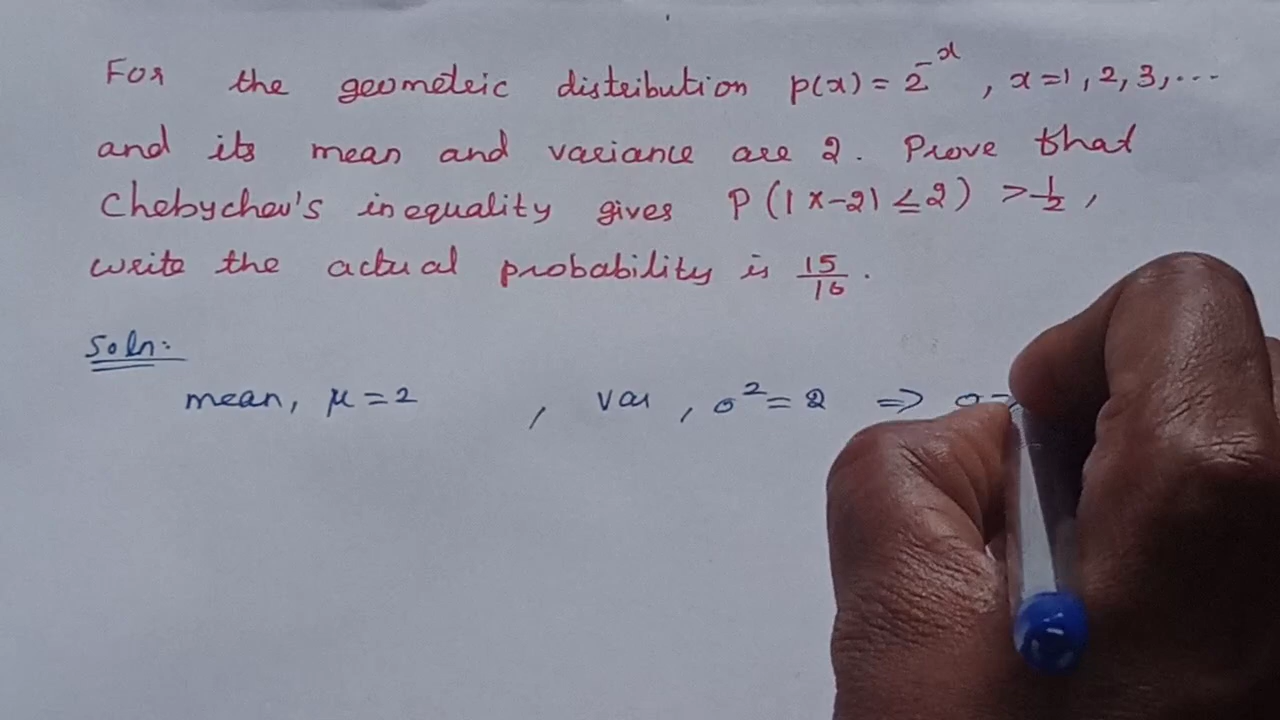 For the geometric distribution p(x) = 2^-x , x = 1, 2, 3, ...
and its mean and variance are 2. Prove that
Chebychev's inequality gives P(|x-2| ≤ 2) > 1/2 ,
write the actual probability is 15/16 .
Soln:
mean, μ = 2 , var , σ² = 2 ⇒ σ =